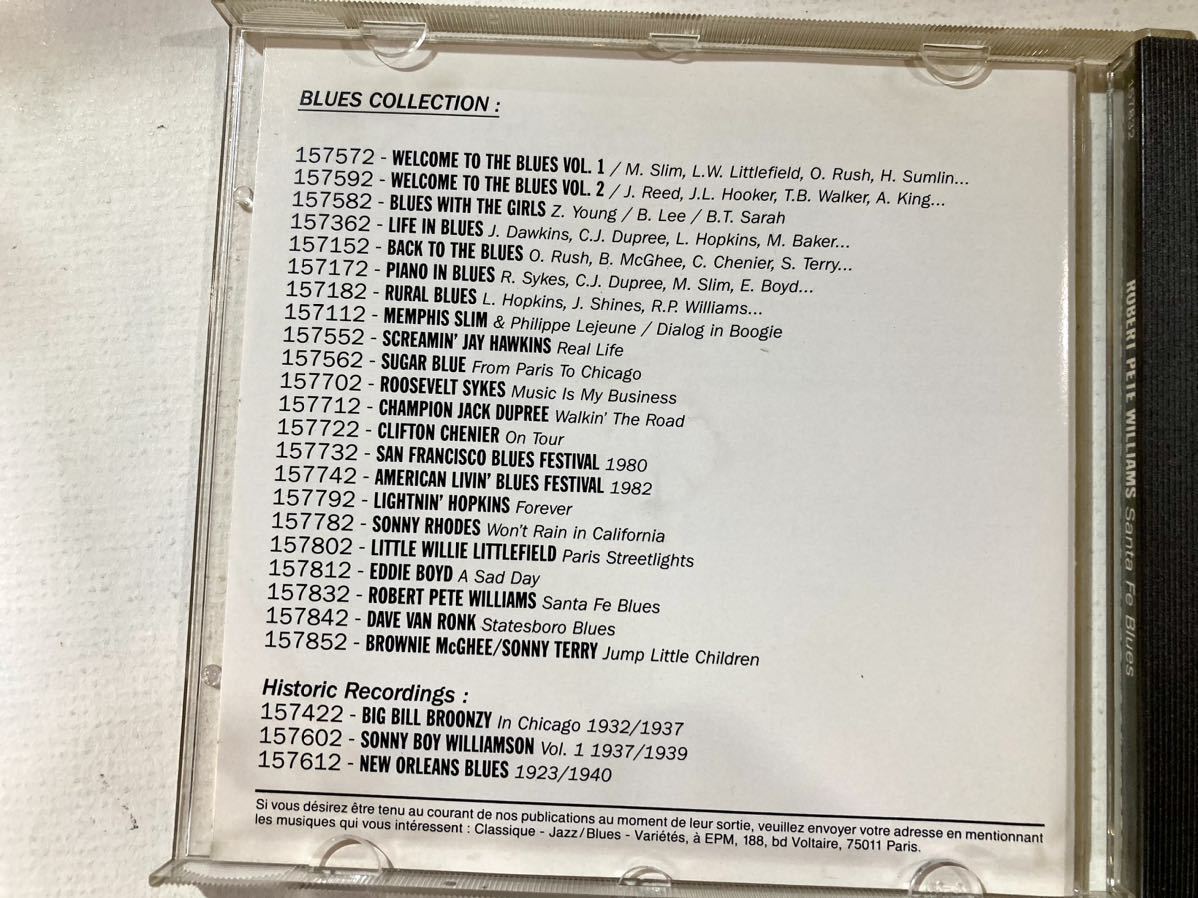 BLUES COLLECTION :
157572 - WELCOME TO THE BLUES VOL. 1 / M. Slim, L.W. Littlefield, O. Rush, H. Sumlin...
157592 - WELCOME TO THE BLUES VOL. 2 / J. Reed, J.L. Hooker, T.B. Walker, A. King...
157582 - BLUES WITH THE GIRLS Z. Young / B. Lee / B.T. Sarah
157362 - LIFE IN BLUES J. Dawkins, C.J. Dupree, L. Hopkins, M. Baker...
157152 - BACK TO THE BLUES O. Rush, B. McGhee, C. Chenier, S. Terry...
157172 - PIANO IN BLUES R. Sykes, C.J. Dupree, M. Slim, E. Boyd...
157182 - RURAL BLUES L. Hopkins, J. Shines, R.P. Williams...
157112 - MEMPHIS SLIM & Philippe Lejeune / Dialog in Boogie
157552 - SCREAMIN' JAY HAWKINS Real Life
157562 - SUGAR BLUE From Paris To Chicago
157702 - ROOSEVELT SYKES Music Is My Business
157712 - CHAMPION JACK DUPREE Walkin' The Road
157722 - CLIFTON CHENIER On Tour
157732 - SAN FRANCISCO BLUES FESTIVAL 1980
157742 - AMERICAN LIVIN' BLUES FESTIVAL 1982
157792 - LIGHTNIN' HOPKINS Forever
157782 - SONNY RHODES Won't Rain in California
157802 - LITTLE WILLIE LITTLEFIELD Paris Streetlights
157812 - EDDIE BOYD A Sad Day
157832 - ROBERT PETE WILLIAMS Santa Fe Blues
157842 - DAVE VAN RONK Statesboro Blues
157852 - BROWNIE McGHEE/SONNY TERRY Jump Little Children
Historic Recordings :
157422 - BIG BILL BROONZY In Chicago 1932/1937
157602 - SONNY BOY WILLIAMSON Vol. 1 1937/1939
157612 - NEW ORLEANS BLUES 1923/1940
Si vous désirez être tenu au courant de nos publications au moment de leur sortie, veuillez envoyer votre adresse en mentionnant
les musiques qui vous intéressent : Classique - Jazz/Blues - Variétés, à EPM, 188, bd Voltaire, 75011 Paris.
ROBERT PETE WILLIAMS Santa Fe Blues